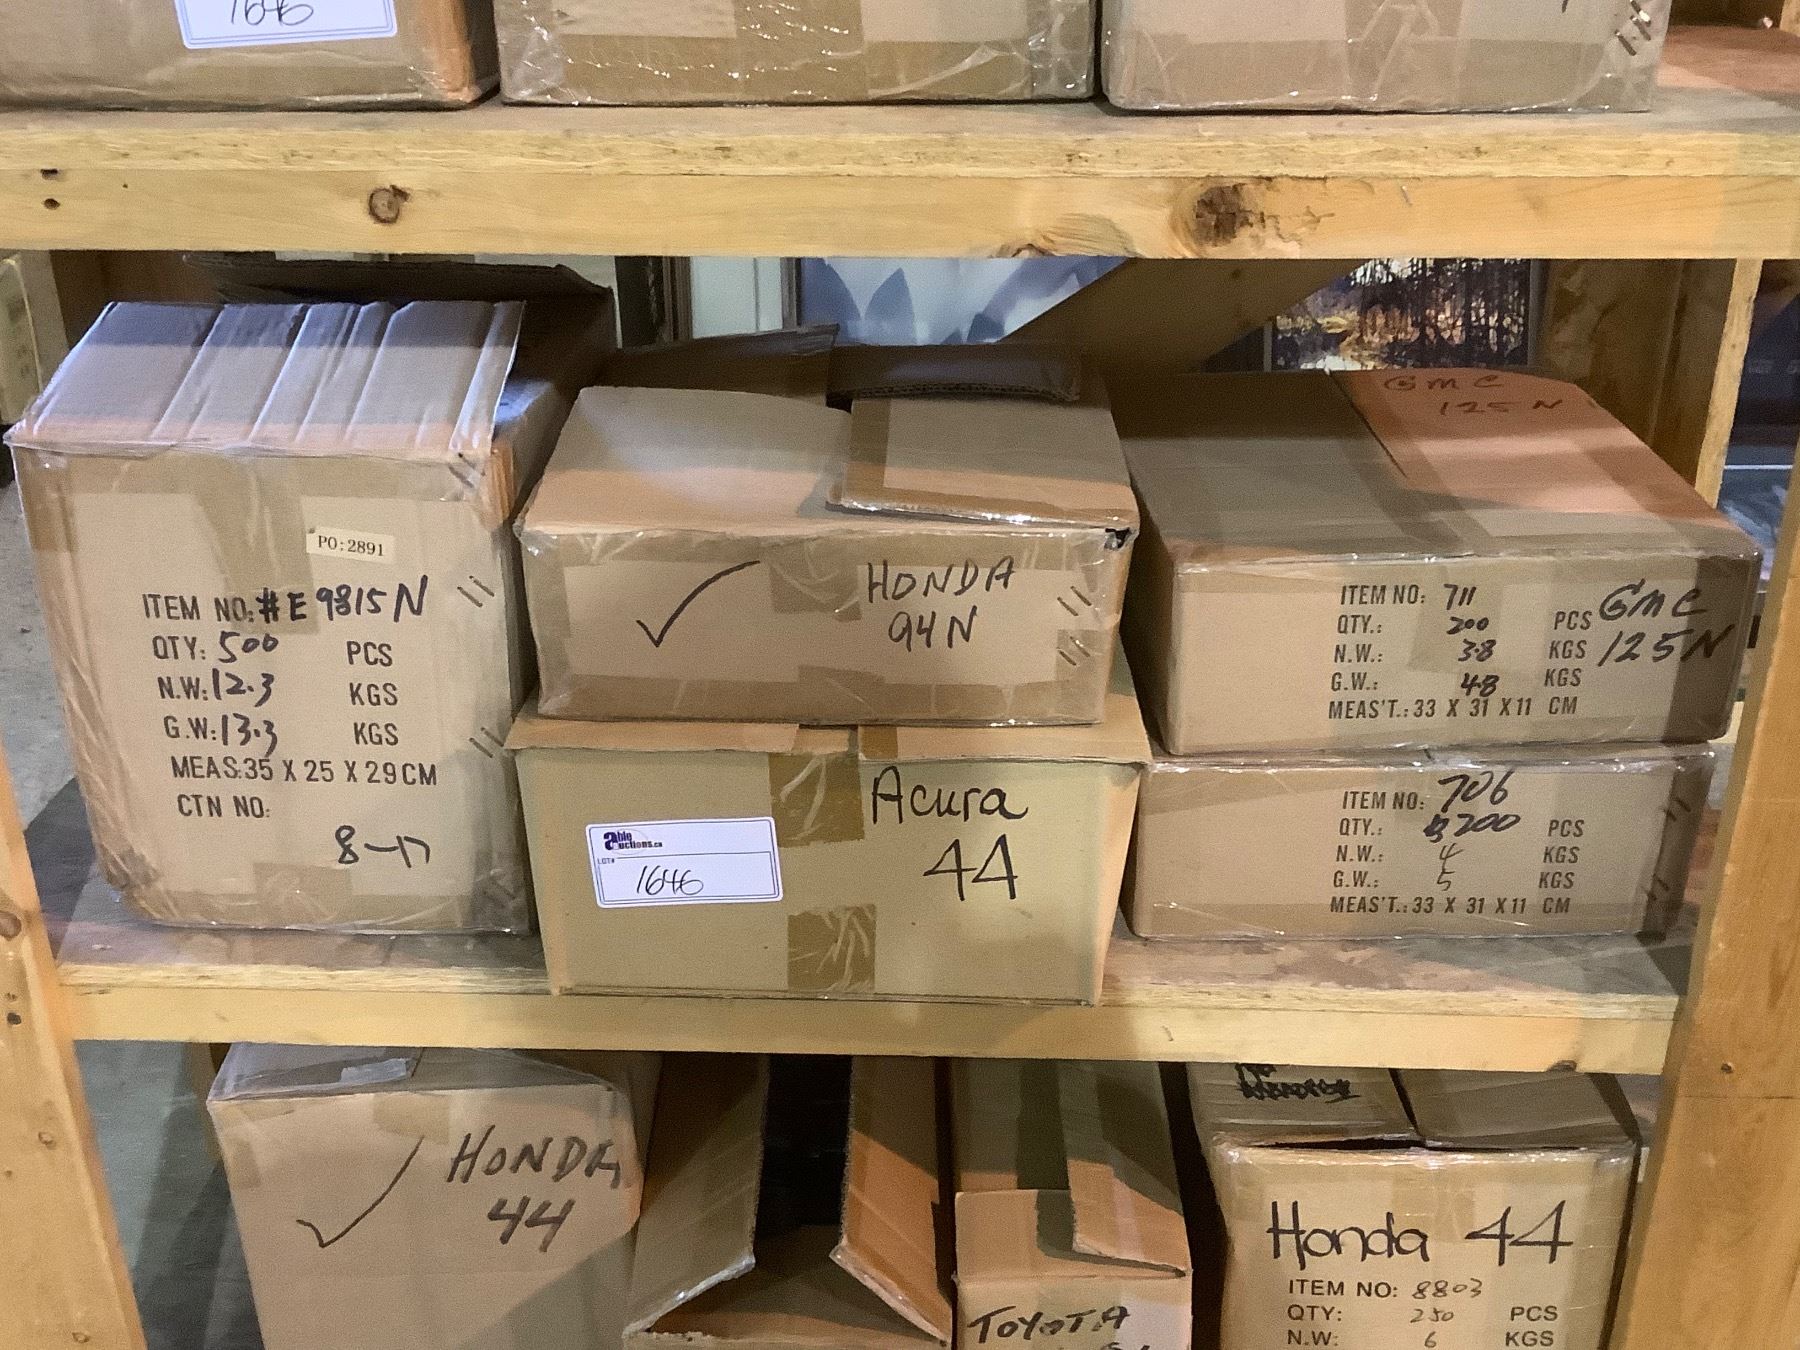 1646
PO:2891
ITEM NO:#E 9815N
QTY: 500 PCS
N.W: 12.3 KGS
G.W: 13.3 KGS
MEAS:35 X 25 X 29CM
CTN NO:
8-17
HONDA
94N
Acura
44
able
auctions.ca
LOT#
1646
GMC
125N
ITEM NO: 711
QTY.: 200 PCS
N.W.: 3.8 KGS
G.W.: 4.8 KGS
MEAS'T.: 33 X 31 X 11 CM
GMC
125N
ITEM NO: 706
QTY.: 200 PCS
N.W.: 4 KGS
G.W.: 5 KGS
MEAS'T.: 33 X 31 X 11 CM
HONDA
44
TOYOTA
Honda 44
ITEM NO: 8803
QTY: 250 PCS
N.W: 6 KGS